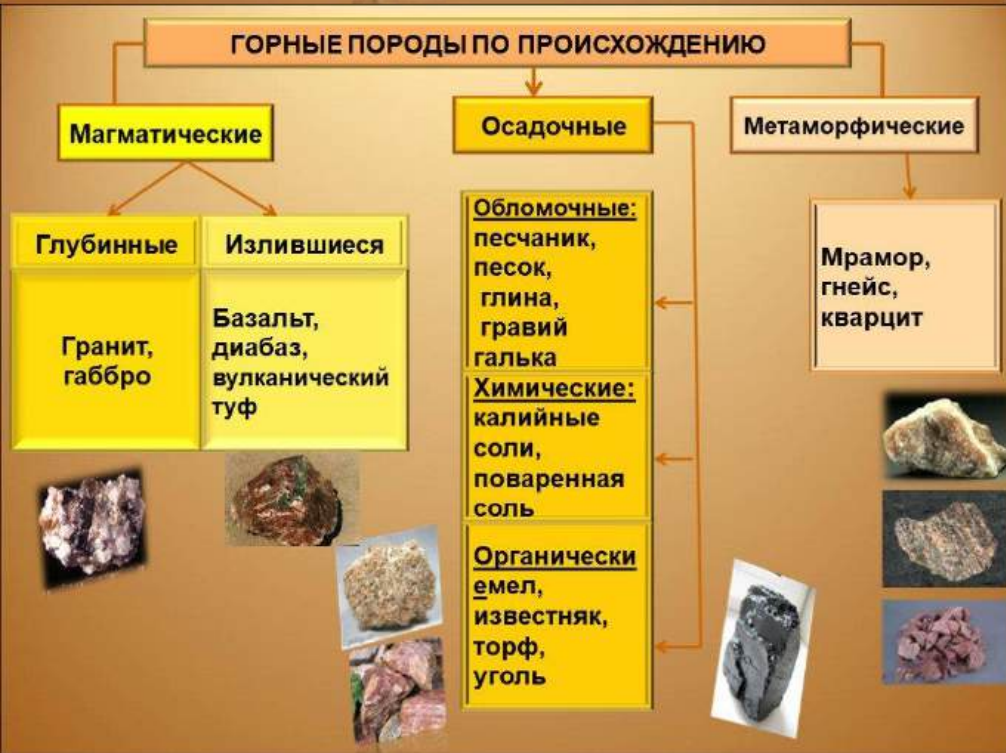 ГОРНЫЕ ПОРОДЫ ПО ПРОИСХОЖДЕНИЮ
Магматические
Осадочные
Метаморфические
Глубинные
Излившиеся
Гранит,
габбро
Базальт,
диабаз,
вулканический
туф
Обломочные:
песчаник,
песок,
глина,
гравий
галька
Химические:
калийные
соли,
поваренная
соль
Органически
емел,
известняк,
торф,
уголь
Мрамор,
гнейс,
кварцит